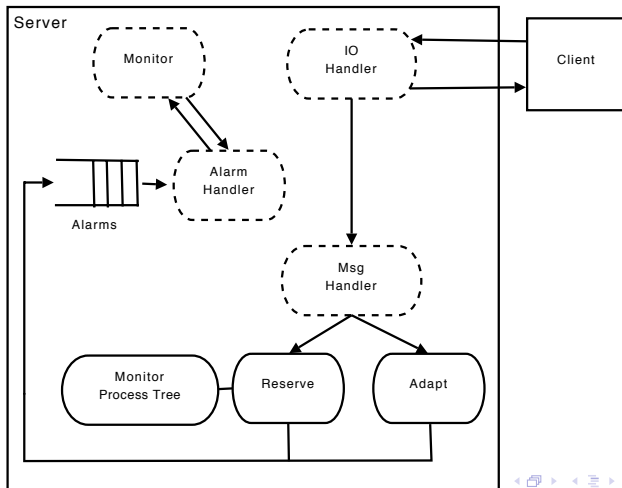 Server
Monitor
IO
Handler
Client
Alarm
Handler
Alarms
Msg
Handler
Monitor
Process Tree
Reserve
Adapt